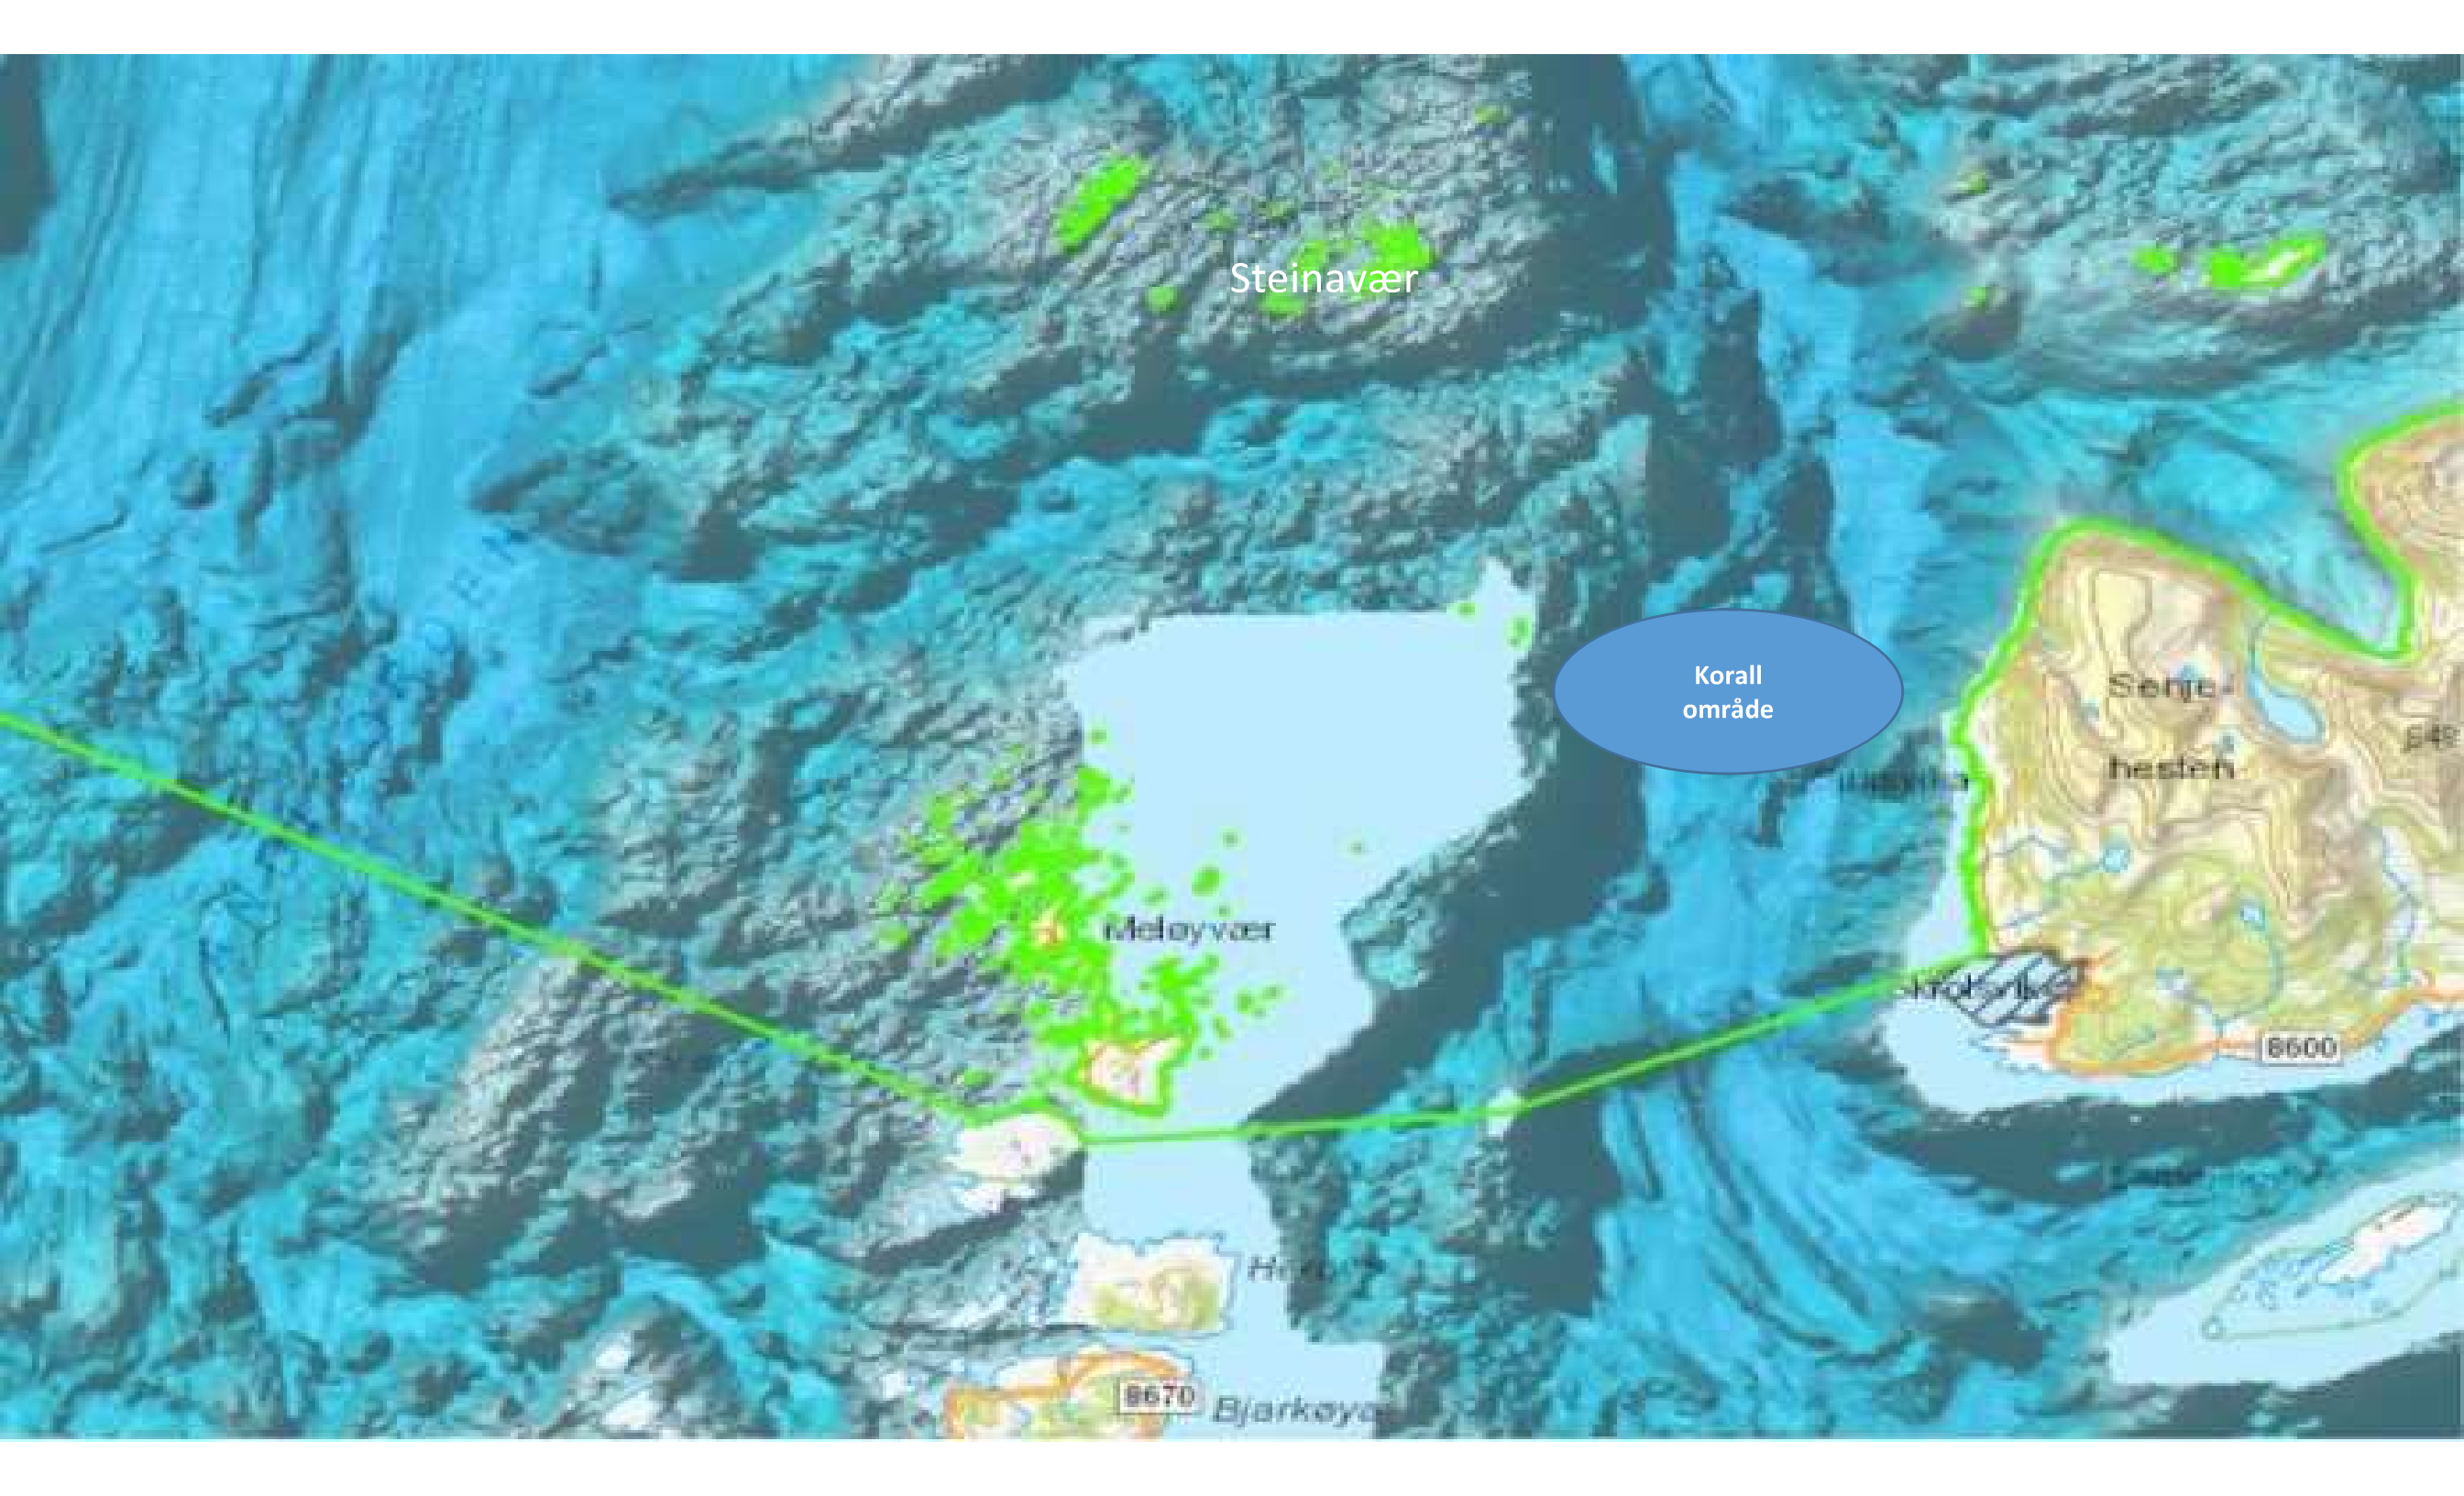 Steinavær
Korall
område
Senje-
hesten
Meløyvær
8600
8670
Bjarkøya